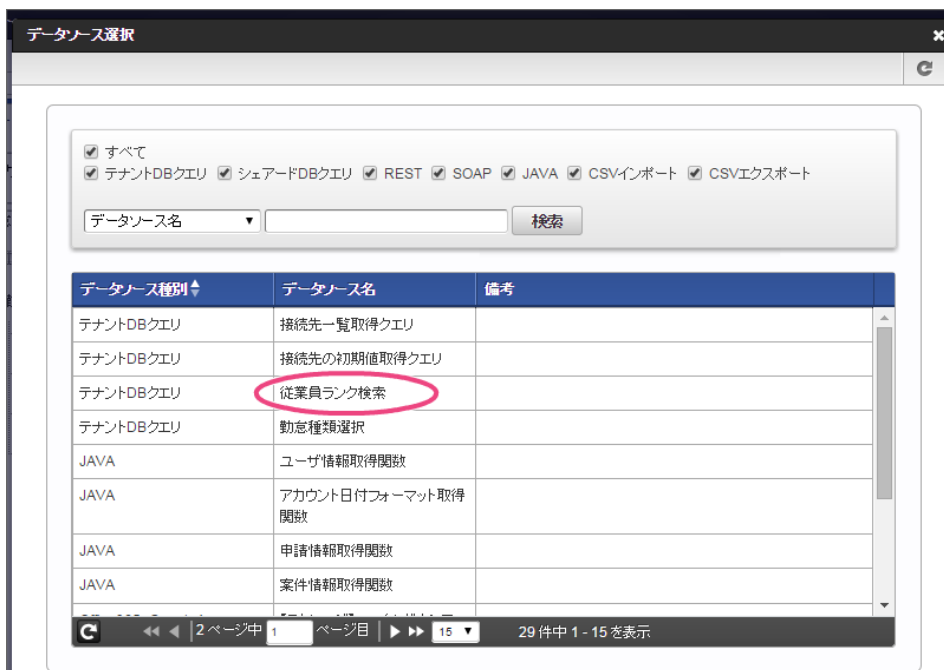 データソース選択
すべて
テナントDBクエリ シェアードDBクエリ REST SOAP JAVA CSVインポート CSVエクスポート
データソース名 検索
データソース種別 データソース名 備考
テナントDBクエリ 接続先一覧取得クエリ
テナントDBクエリ 接続先の初期値取得クエリ
テナントDBクエリ 従業員ランク検索
テナントDBクエリ 勤怠種類選択
JAVA ユーザ情報取得関数
JAVA アカウント日付フォーマット取得
関数
JAVA 申請情報取得関数
JAVA 案件情報取得関数
2 ページ中 1 ページ目 15 29 件中 1 - 15 を表示